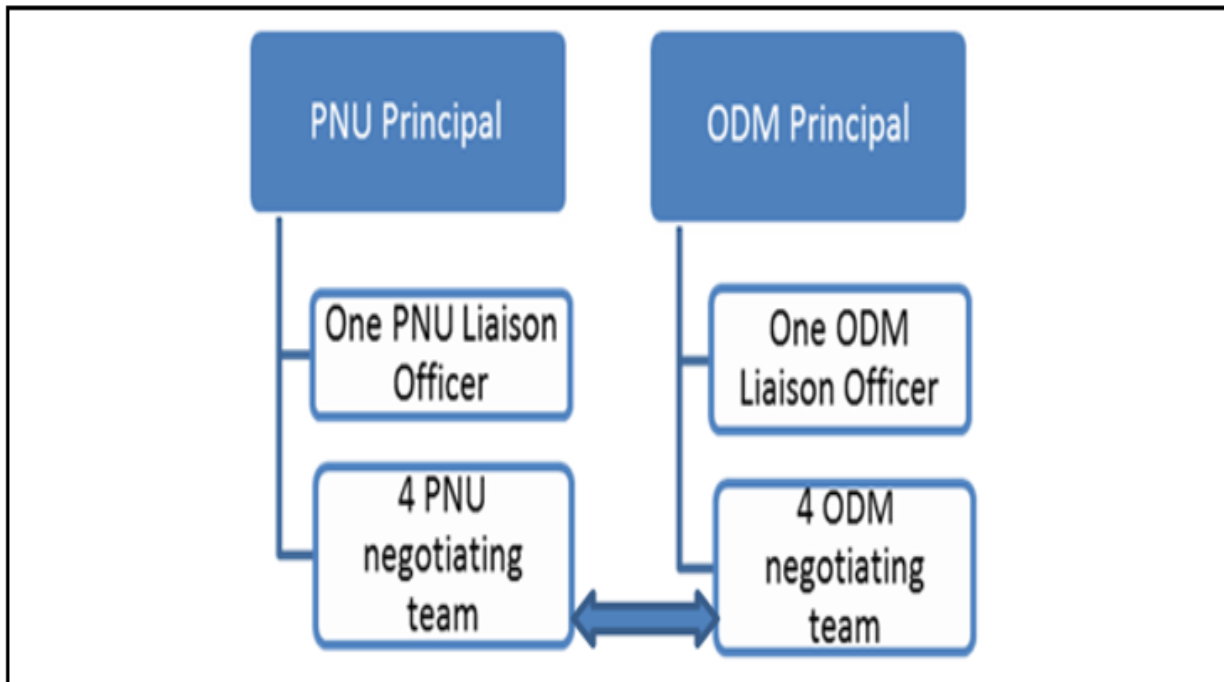 PNU Principal
One PNU Liaison
Officer
4 PNU
negotiating
team
ODM Principal
One ODM
Liaison Officer
4 ODM
negotiating
team